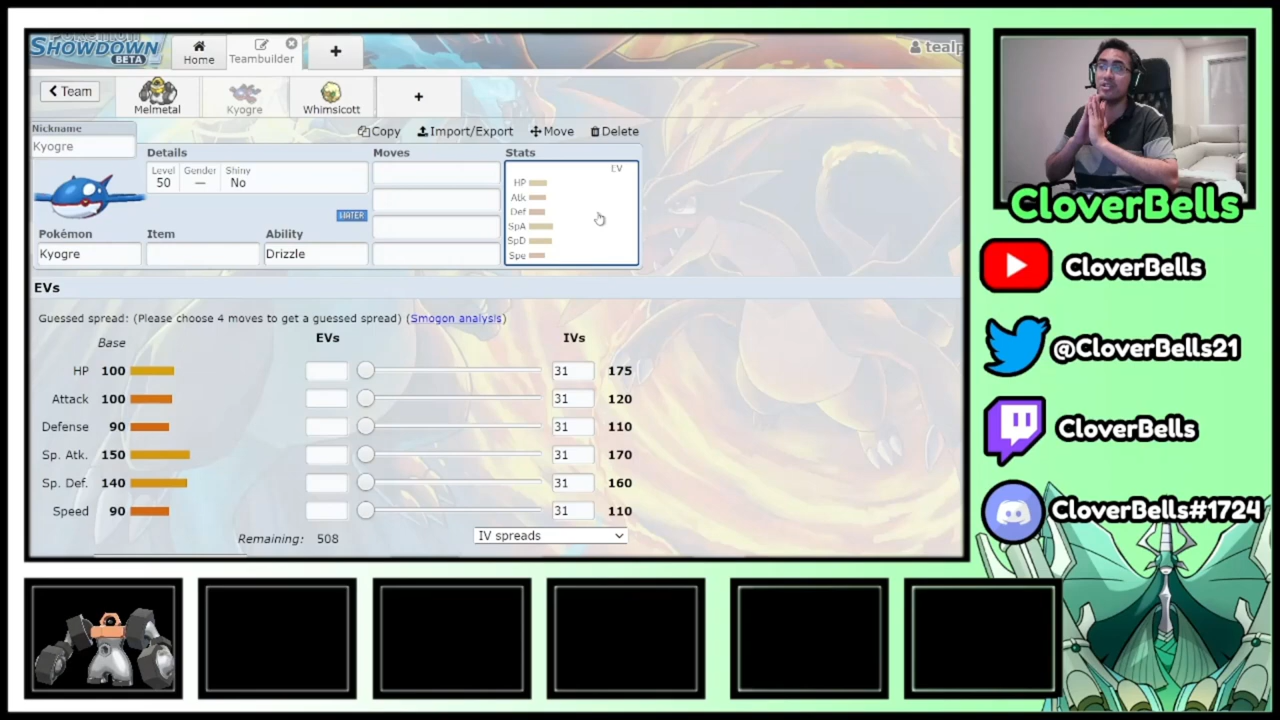 POKÉMON
SHOWDOWN
BETA
Home
Teambuilder
+
tealp
Team
Melmetal
Kyogre
Whimsicott
+
Nickname
Kyogre
Copy
Import/Export
Move
Delete
Details
Moves
Stats
Level
Gender
Shiny
50
—
No
EV
HP
Atk
Def
SpA
SpD
Spe
WATER
Pokémon
Item
Ability
Kyogre
Drizzle
EVs
Guessed spread: (Please choose 4 moves to get a guessed spread) (Smogon analysis)
Base
EVs
IVs
HP 100 31 175
Attack 100 31 120
Defense 90 31 110
Sp. Atk. 150 31 170
Sp. Def. 140 31 160
Speed 90 31 110
Remaining: 508
IV spreads
CloverBells
CloverBells
@CloverBells21
CloverBells
CloverBells#1724